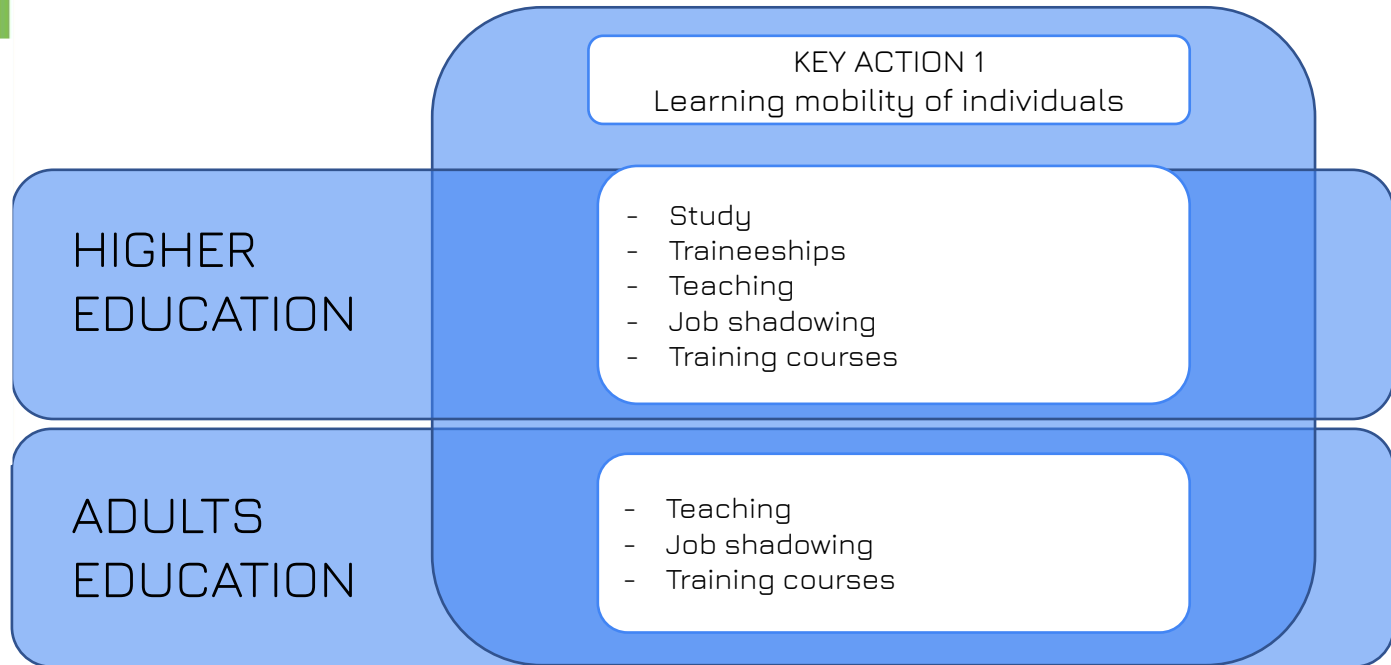 KEY ACTION 1
Learning mobility of individuals
HIGHER
EDUCATION
- Study
- Traineeships
- Teaching
- Job shadowing
- Training courses
ADULTS
EDUCATION
- Teaching
- Job shadowing
- Training courses